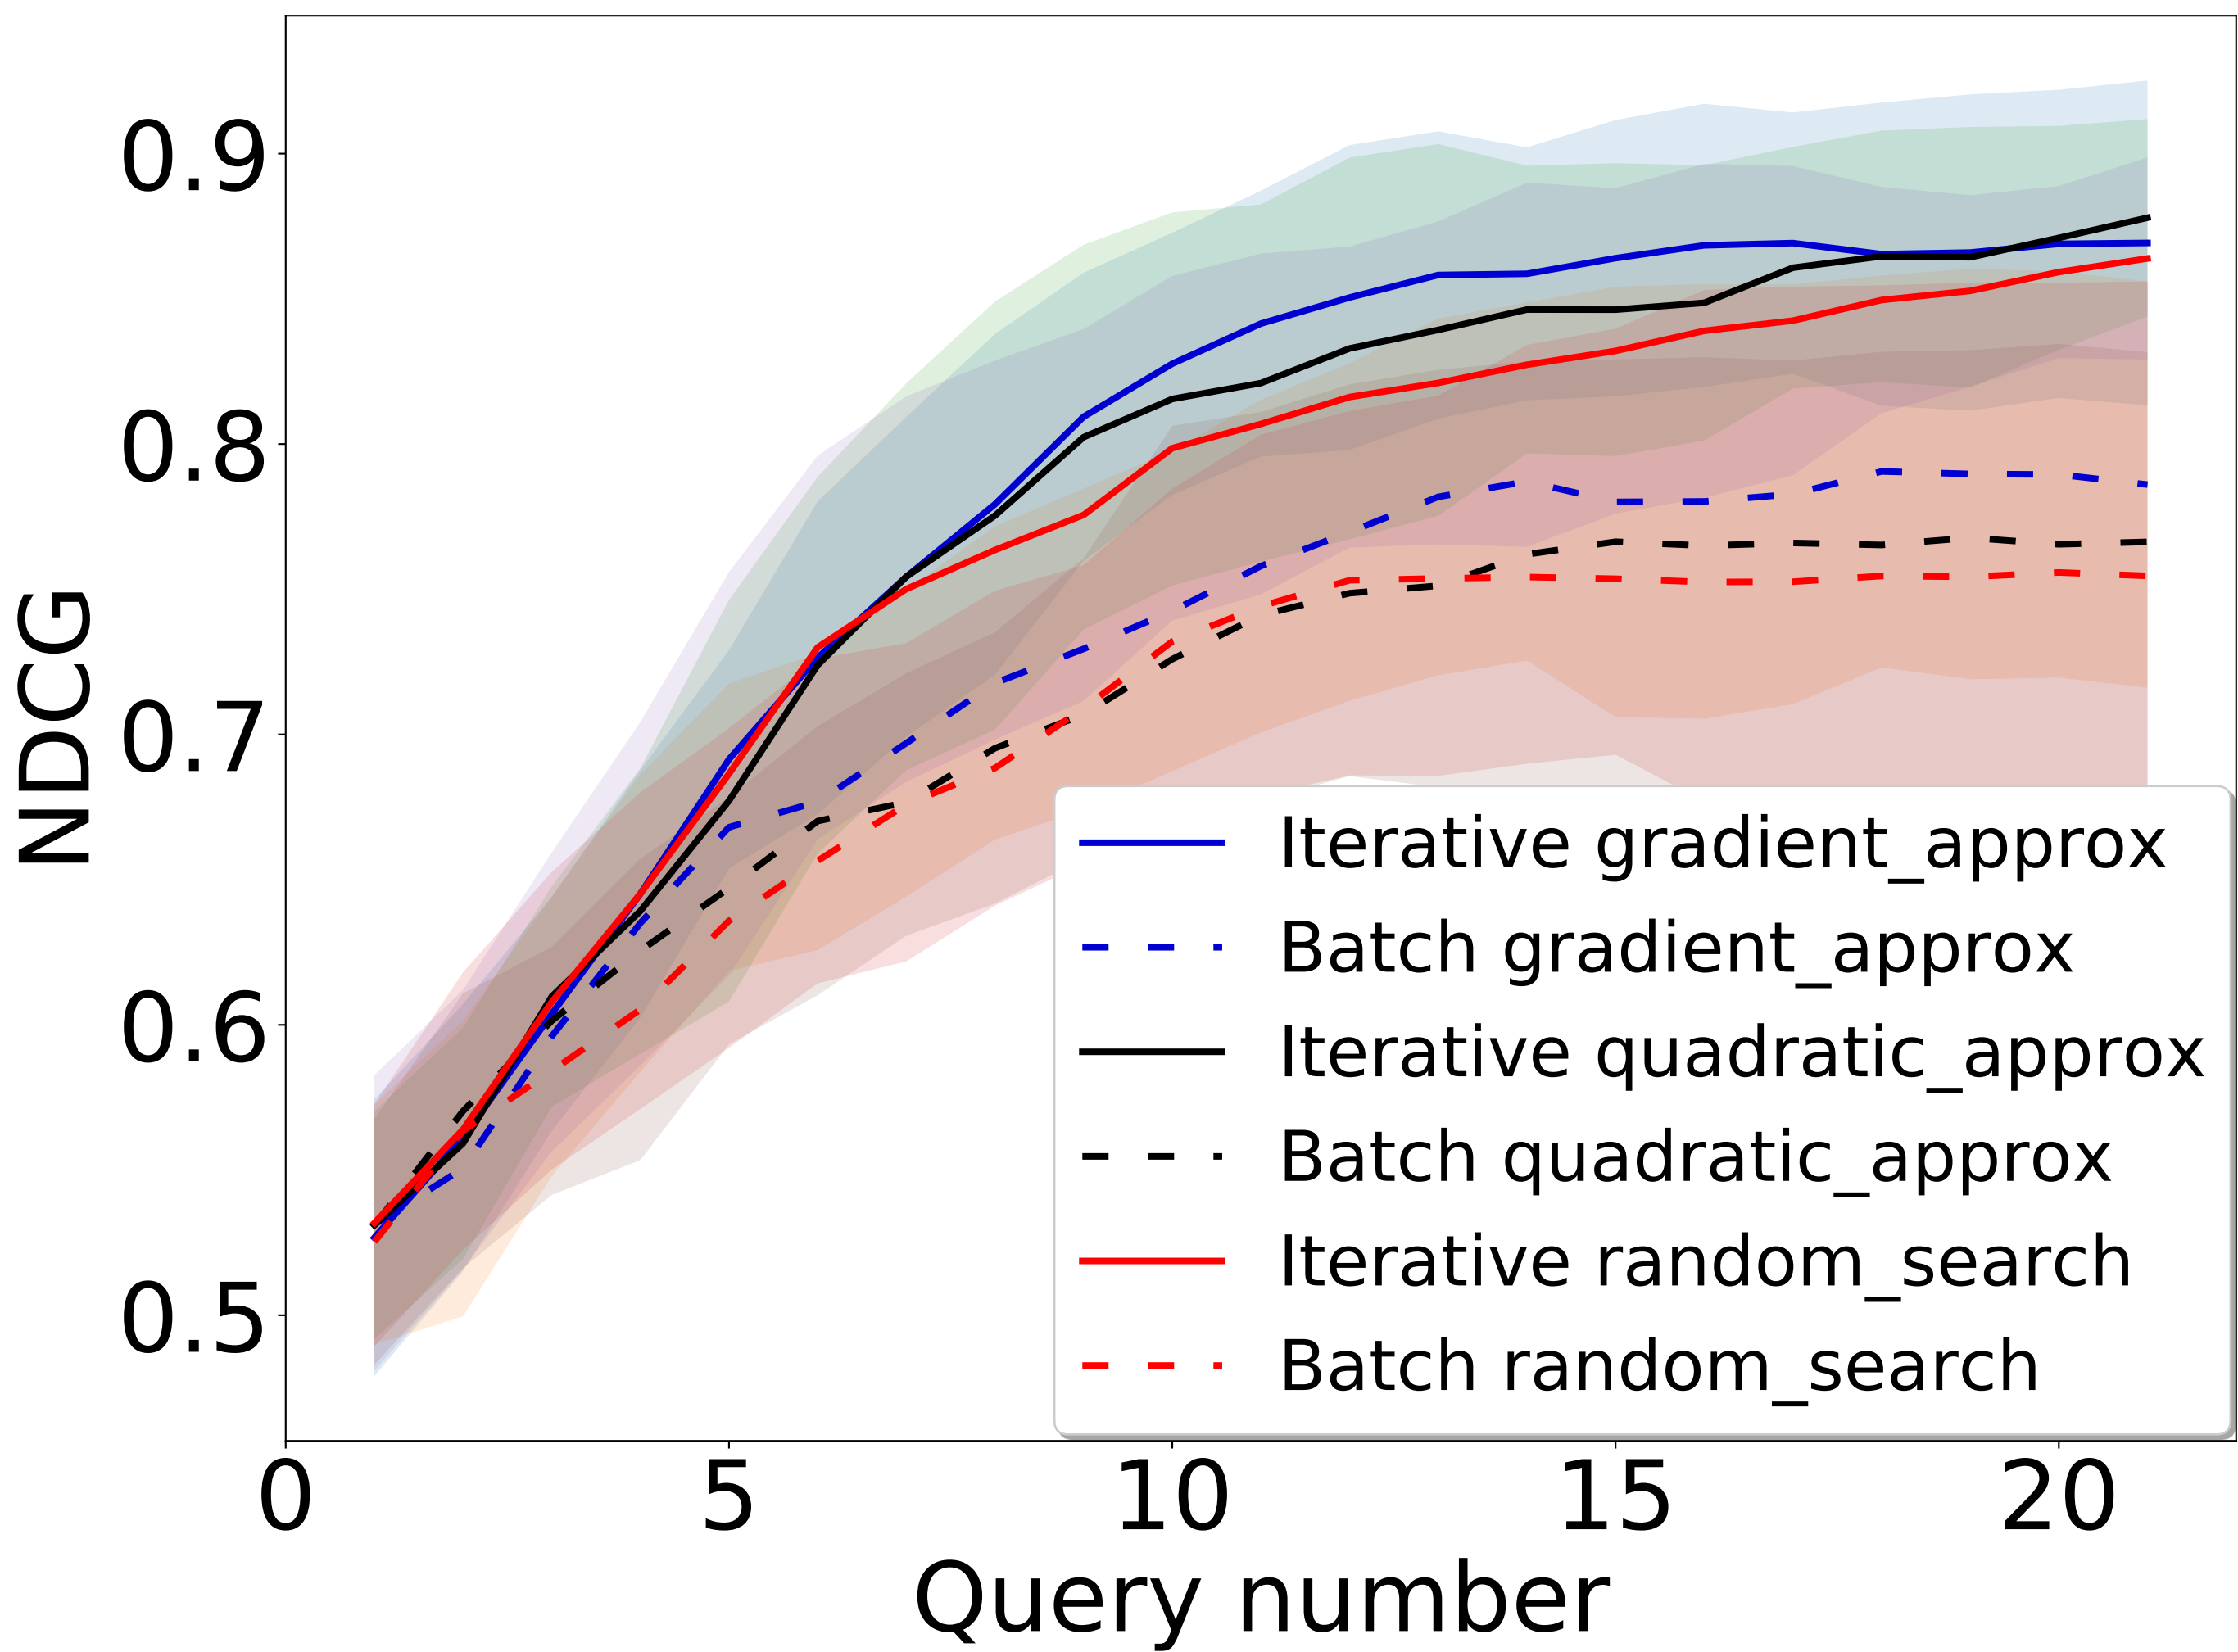 NDCG
0.9
0.8
0.7
0.6
0.5
Iterative gradient_approx
Batch gradient_approx
Iterative quadratic_approx
Batch quadratic_approx
Iterative random_search
Batch random_search
0 5 10 15 20
Query number